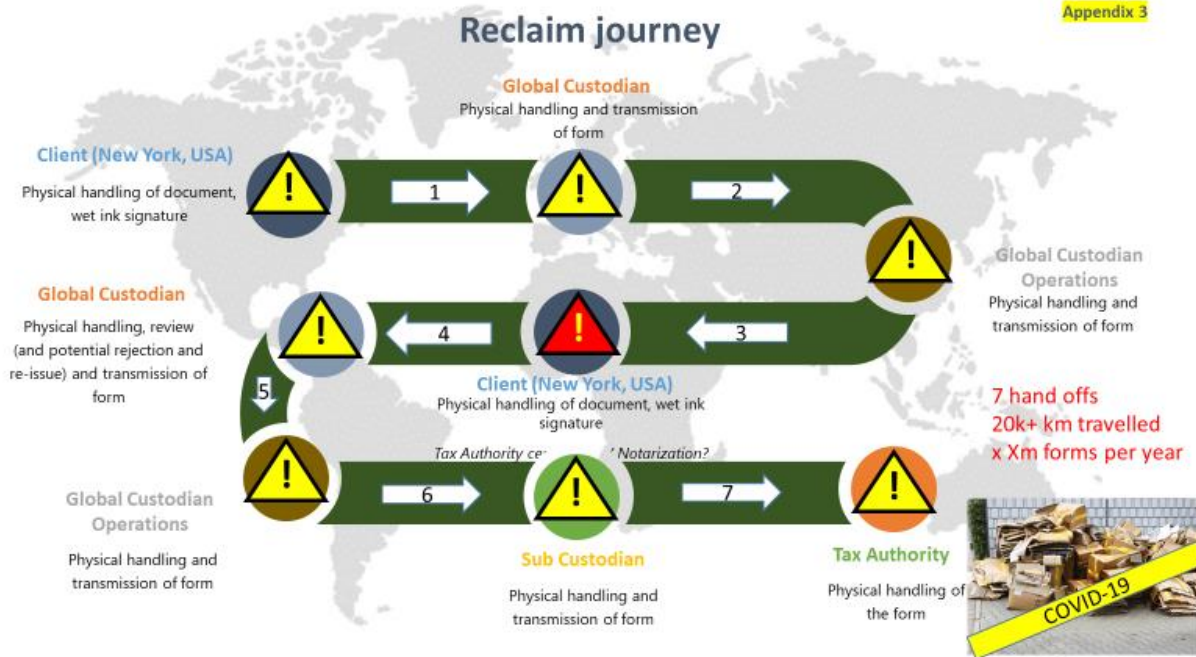 Appendix 3
Reclaim journey
Global Custodian
Physical handling and transmission
of form
Client (New York, USA)
Physical handling of document,
wet ink signature
!
1
!
2
!
Global Custodian
Operations
Physical handling and
transmission of form
Global Custodian
Physical handling, review
(and potential rejection and
re-issue) and transmission of
form
!
4
!
3
Client (New York, USA)
Physical handling of document, wet ink
signature
Tax Authority / Notarization?
5
7 hand offs
20k+ km travelled
x Xm forms per year
!
6
!
7
!
Global Custodian
Operations
Physical handling and
transmission of form
Sub Custodian
Physical handling and
transmission of form
Tax Authority
Physical handling of
the form
COVID-19